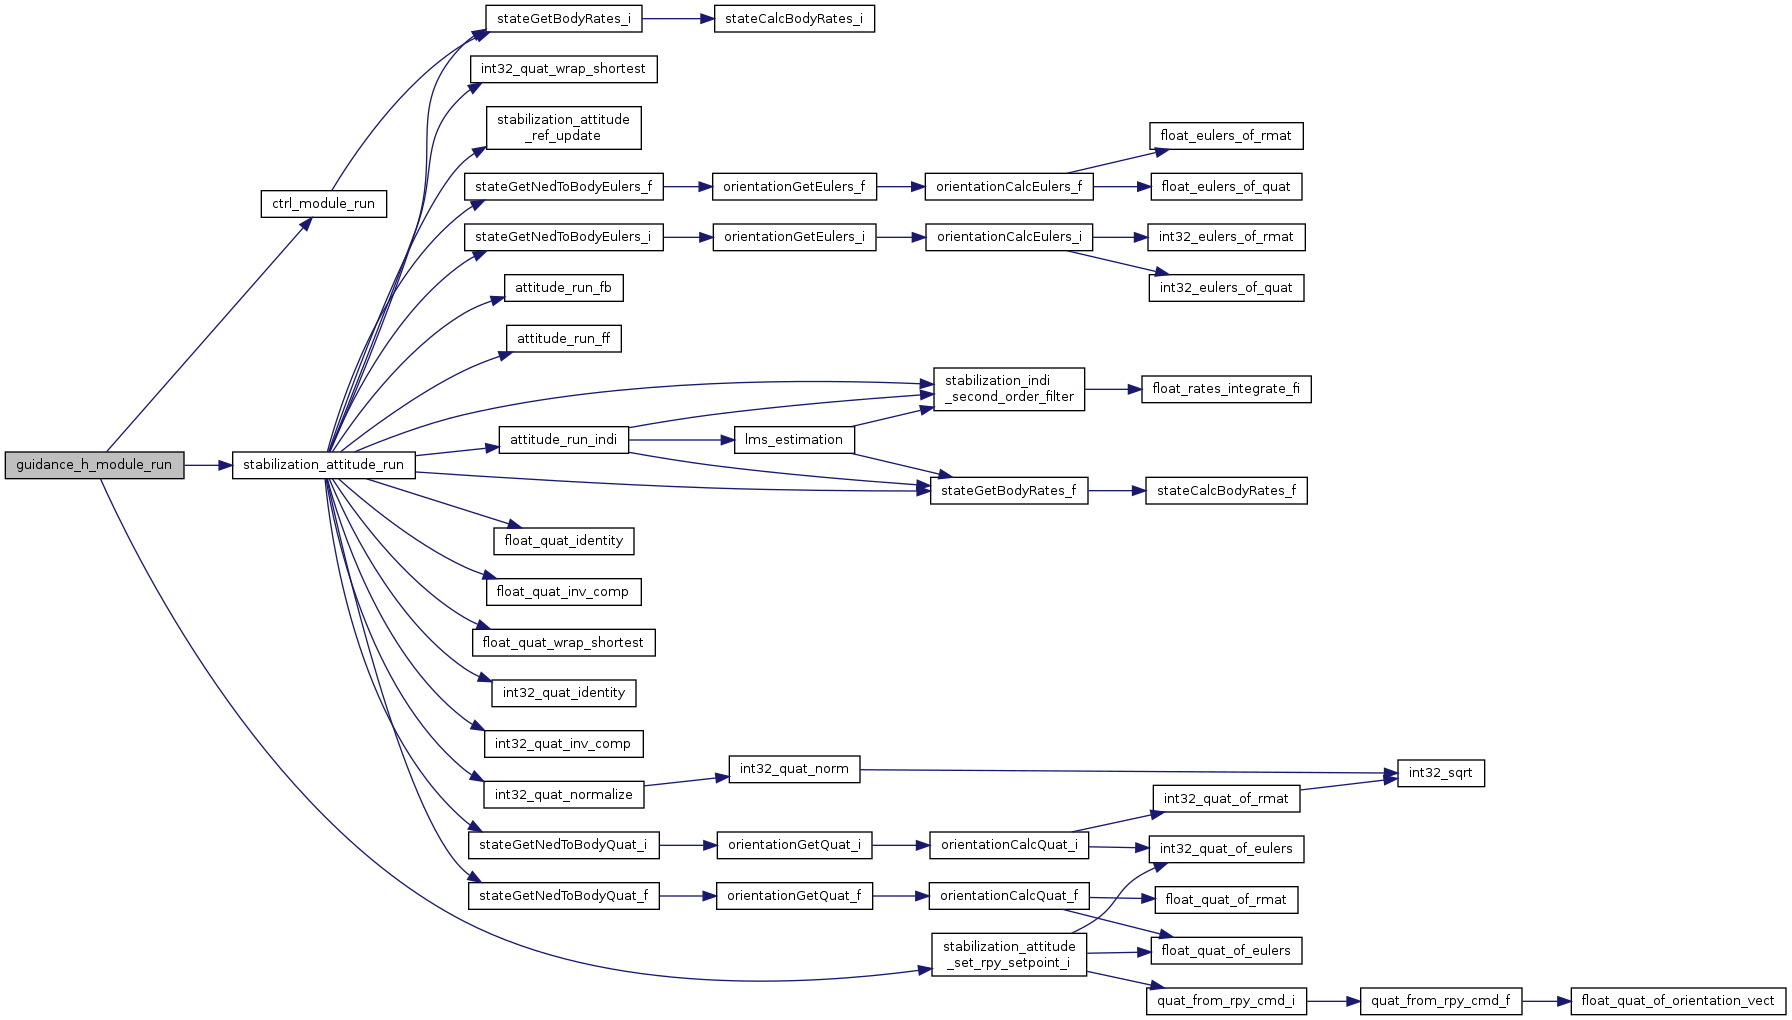 stateGetBodyRates_i
stateCalcBodyRates_i
int32_quat_wrap_shortest
stabilization_attitude
_ref_update
float_eulers_of_rmat
stateGetNedToBodyEulers_f
orientationGetEulers_f
orientationCalcEulers_f
float_eulers_of_quat
ctrl_module_run
stateGetNedToBodyEulers_i
orientationGetEulers_i
orientationCalcEulers_i
int32_eulers_of_rmat
attitude_run_fb
int32_eulers_of_quat
attitude_run_ff
stabilization_indi
_second_order_filter
float_rates_integrate_fi
attitude_run_indi
lms_estimation
guidance_h_module_run
stabilization_attitude_run
stateGetBodyRates_f
stateCalcBodyRates_f
float_quat_identity
float_quat_inv_comp
float_quat_wrap_shortest
int32_quat_identity
int32_quat_inv_comp
int32_quat_normalize
int32_quat_norm
int32_sqrt
int32_quat_of_rmat
stateGetNedToBodyQuat_i
orientationGetQuat_i
orientationCalcQuat_i
int32_quat_of_eulers
stateGetNedToBodyQuat_f
orientationGetQuat_f
orientationCalcQuat_f
float_quat_of_rmat
stabilization_attitude
_set_rpy_setpoint_i
float_quat_of_eulers
quat_from_rpy_cmd_i
quat_from_rpy_cmd_f
float_quat_of_orientation_vect